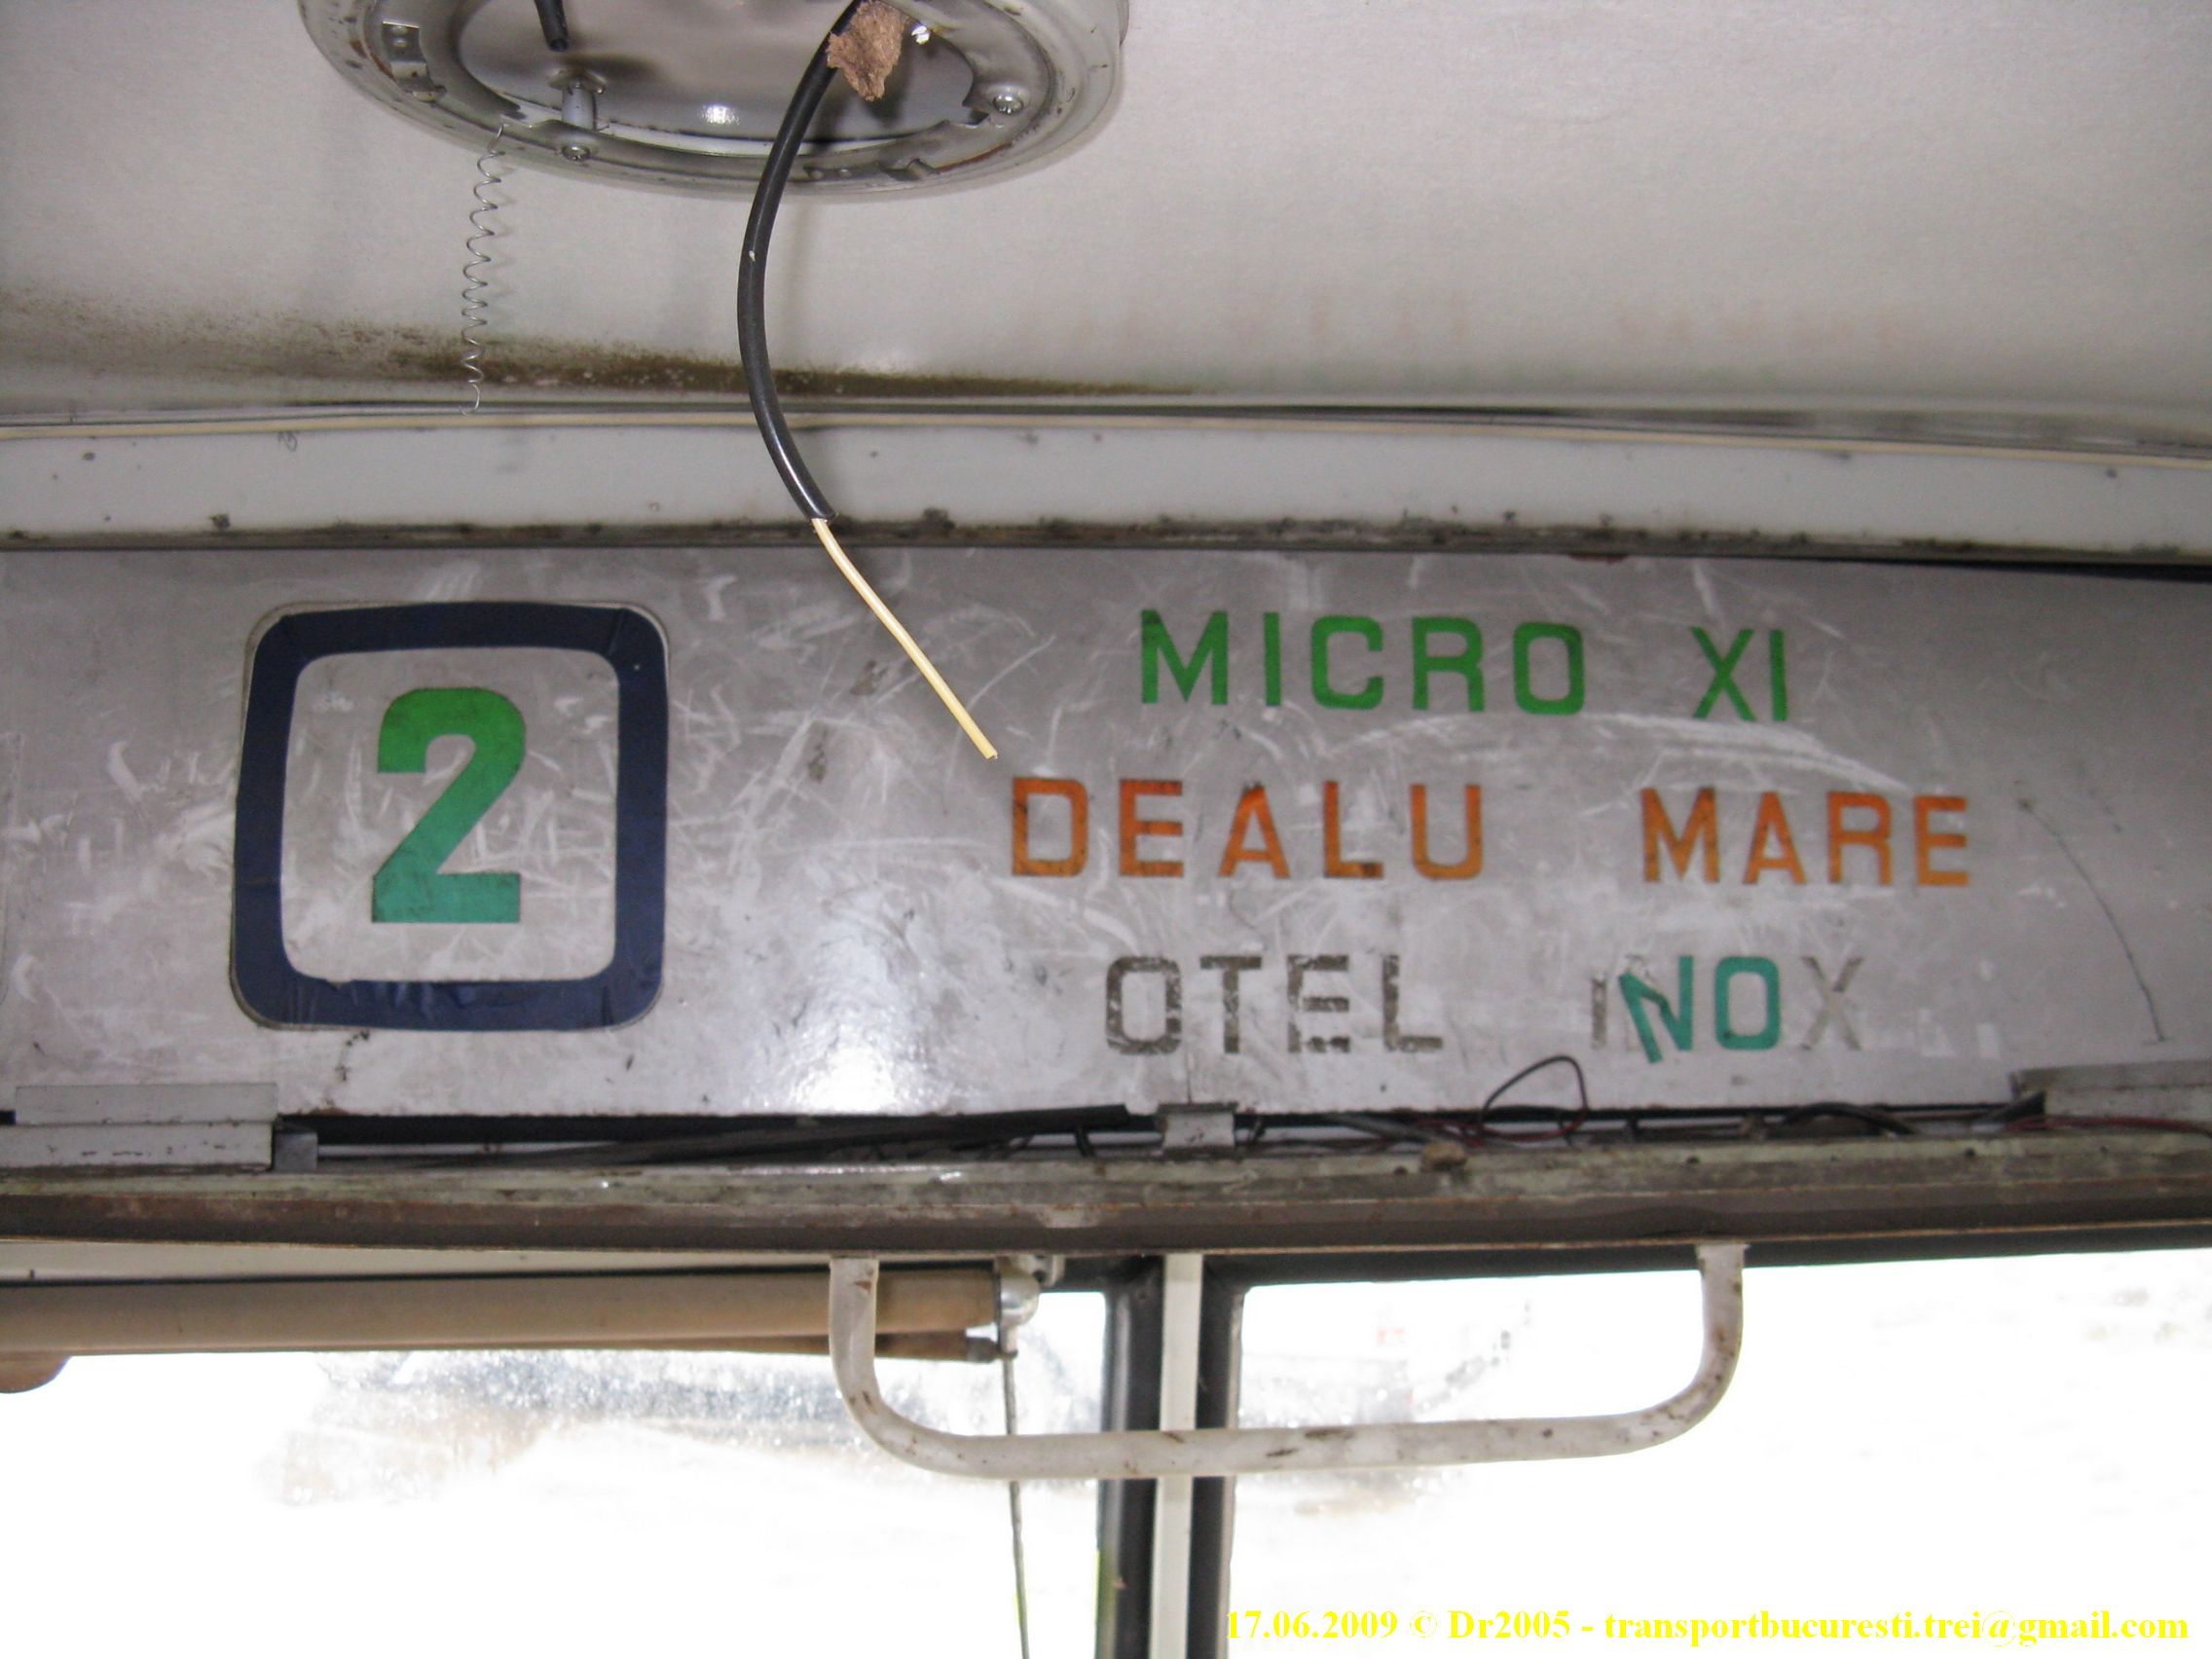 2
MICRO XI
DEALU MARE
OTEL INOX
17.06.2009 © Dr2005 - transportbucuresti.trei@gmail.com